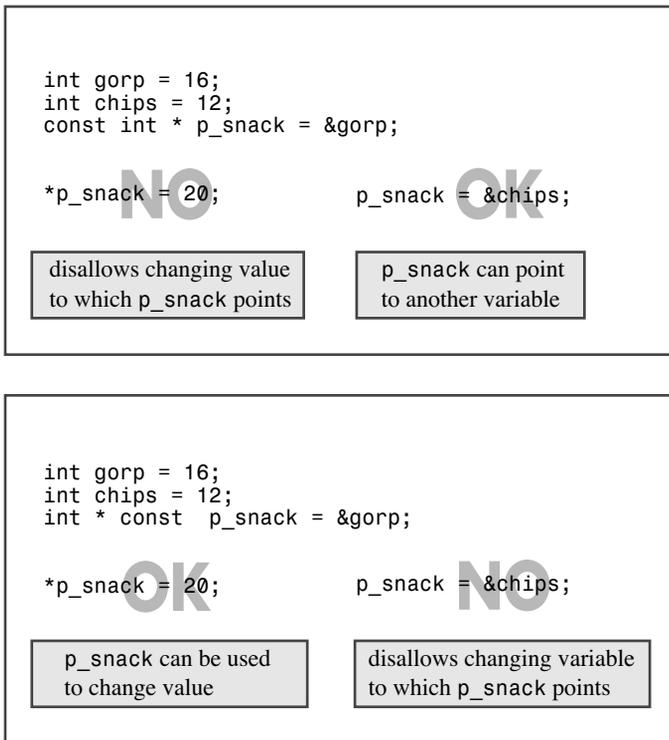 int gorp = 16;
int chips = 12;
const int * p_snack = &gorp;
*p_snack = 20;
NO
p_snack = &chips;
OK
disallows changing value
to which p_snack points
p_snack can point
to another variable
int gorp = 16;
int chips = 12;
int * const  p_snack = &gorp;
*p_snack = 20;
OK
p_snack = &chips;
NO
p_snack can be used
to change value
disallows changing variable
to which p_snack points